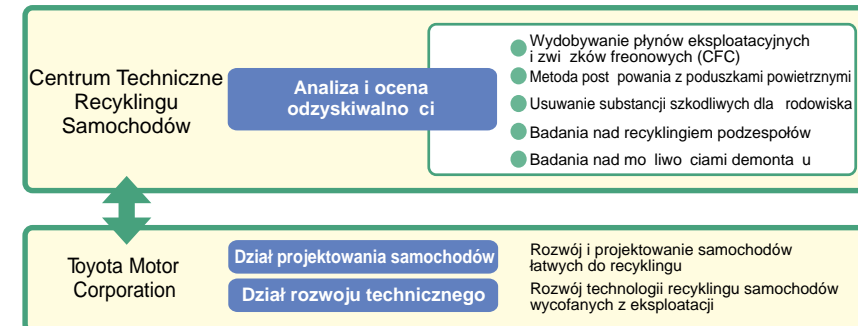 Centrum Techniczne
Recyklingu
Samochodów
Analiza i ocena
odzyskiwalno ci
Wydobywanie płynów eksploatacyjnych
i zwi zków freonowych (CFC)
Metoda post powania z poduszkami powietrznymi
Usuwanie substancji szkodliwych dla rodowiska
Badania nad recyklingiem podzespołów
Badania nad mo liwo ciami demonta u
Toyota Motor
Corporation
Dział projektowania samochodów
Rozwój i projektowanie samochodów
łatwych do recyklingu
Dział rozwoju technicznego
Rozwój technologii recyklingu samochodów
wycofanych z eksploatacji